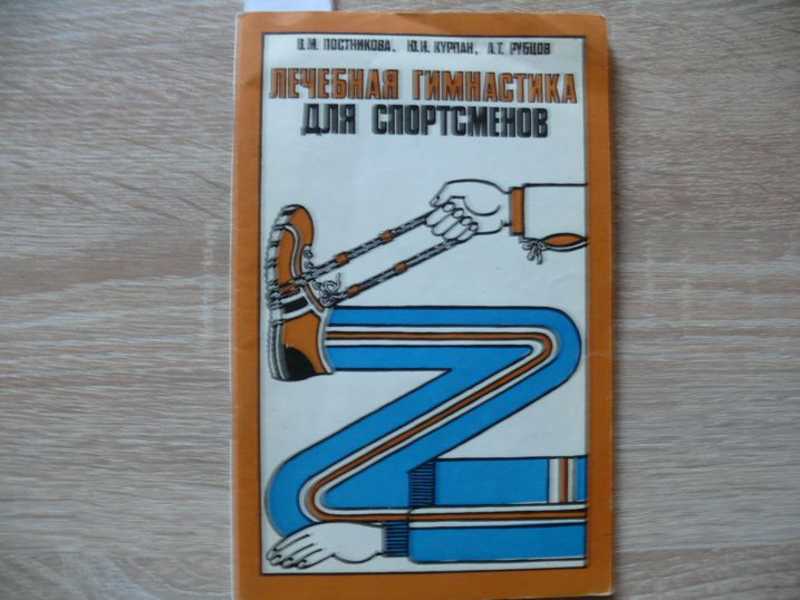 В.М. ПОСТНИКОВА, Ю.И. КУРПАН, А.Г. РУБЦОВ
ЛЕЧЕБНАЯ ГИМНАСТИКА
ДЛЯ СПОРТСМЕНОВ